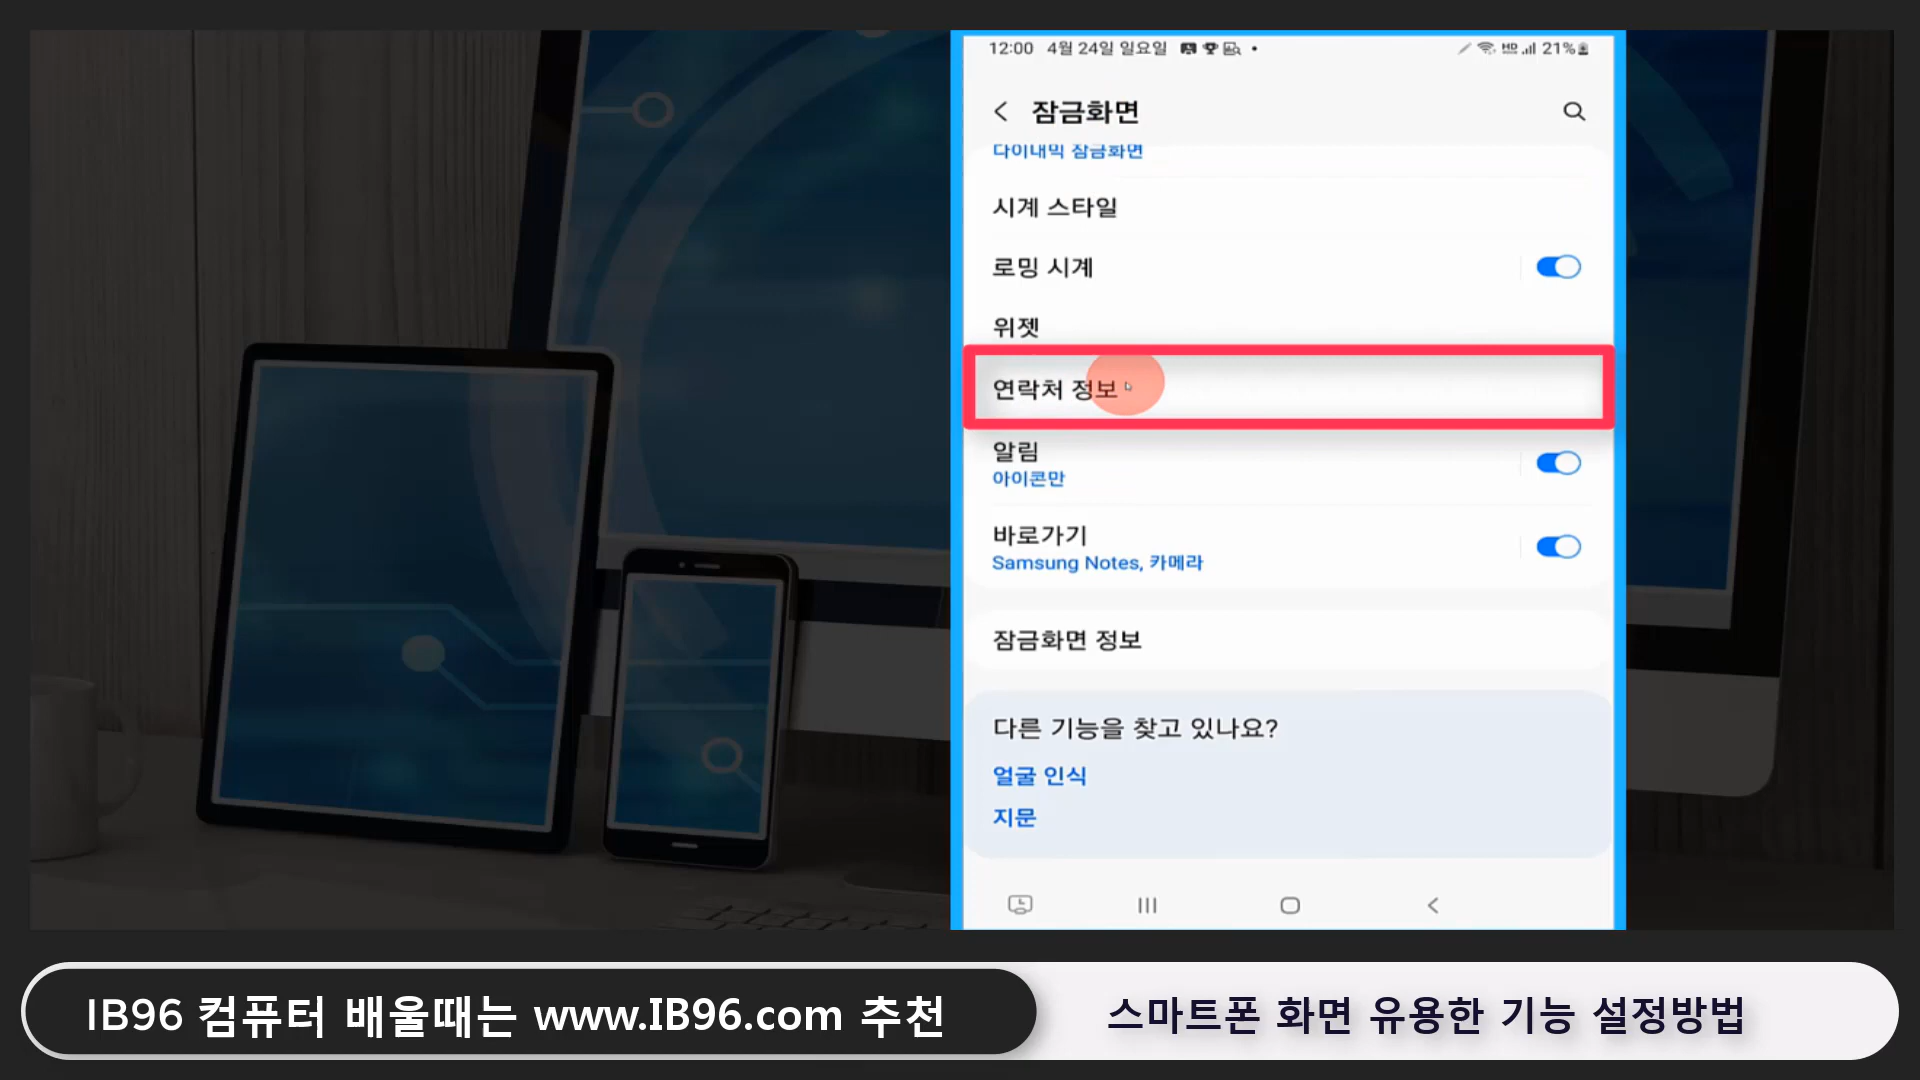 12:00 4월 24일 일요일
21%
잠금화면
다이내믹 잠금화면
시계 스타일
로밍 시계
위젯
연락처 정보
알림
아이콘만
바로가기
Samsung Notes, 카메라
잠금화면 정보
다른 기능을 찾고 있나요?
얼굴 인식
지문
IB96 컴퓨터 배울때는 www.IB96.com 추천
스마트폰 화면 유용한 기능 설정방법